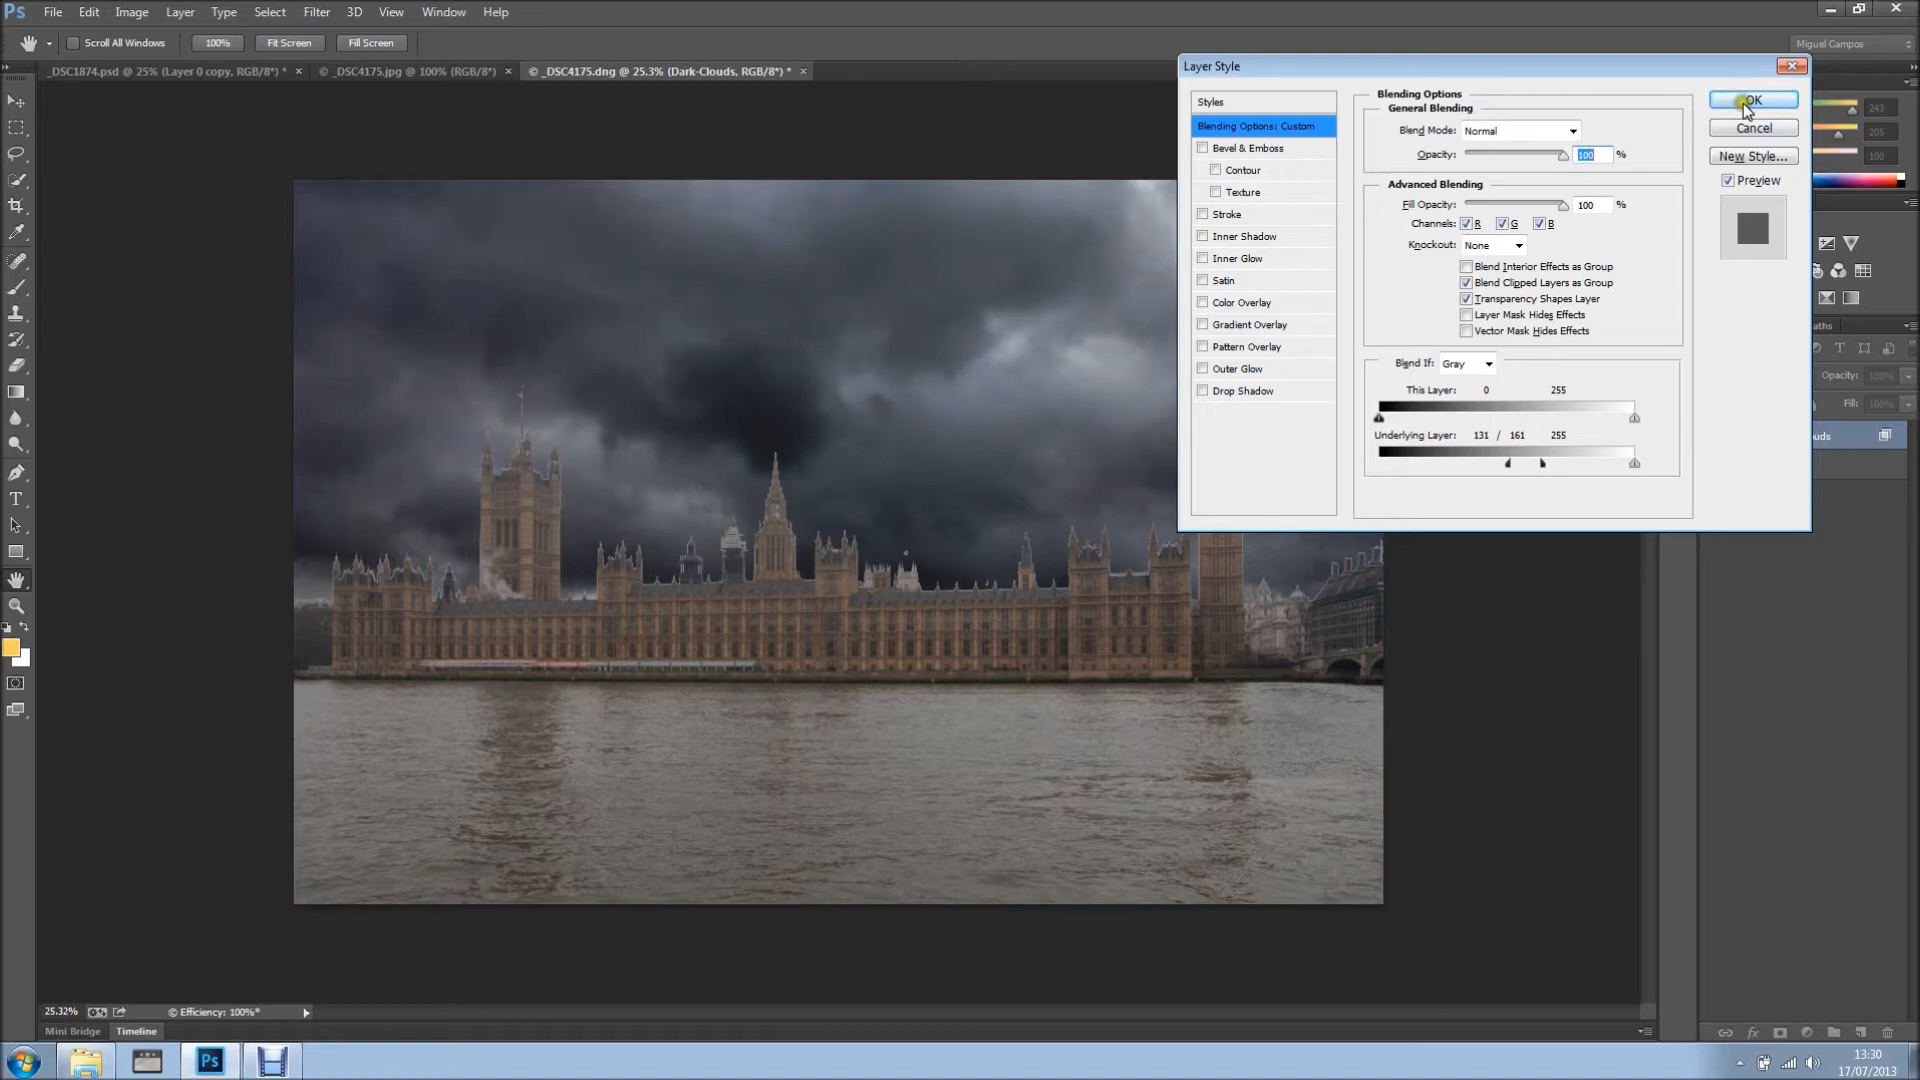 Ps File Edit Image Layer Type Select Filter 3D View Window Help
Scroll All Windows 100% Fit Screen Fill Screen Miguel Campos
_DSC1874.psd @ 25% (Layer 0 copy, RGB/8*) * × © _DSC4175.jpg @ 100% (RGB/8*) × © _DSC4175.dng @ 25.3% (Dark-Clouds, RGB/8*) * ×
Layer Style
Styles
Blending Options: Custom
Bevel & Emboss
Contour
Texture
Stroke
Inner Shadow
Inner Glow
Satin
Color Overlay
Gradient Overlay
Pattern Overlay
Outer Glow
Drop Shadow
Blending Options
General Blending
Blend Mode: Normal
Opacity: 100 %
Advanced Blending
Fill Opacity: 100 %
Channels: R G B
Knockout: None
Blend Interior Effects as Group
Blend Clipped Layers as Group
Transparency Shapes Layer
Layer Mask Hides Effects
Vector Mask Hides Effects
Blend If: Gray
This Layer: 0 255
Underlying Layer: 131 / 161 255
OK
Cancel
New Style...
Preview
243
205
100
aths
Opacity: 100%
Fill: 100%
uds
25.32% © Efficiency: 100%*
Mini Bridge Timeline
fx
Ps
13:30
17/07/2013